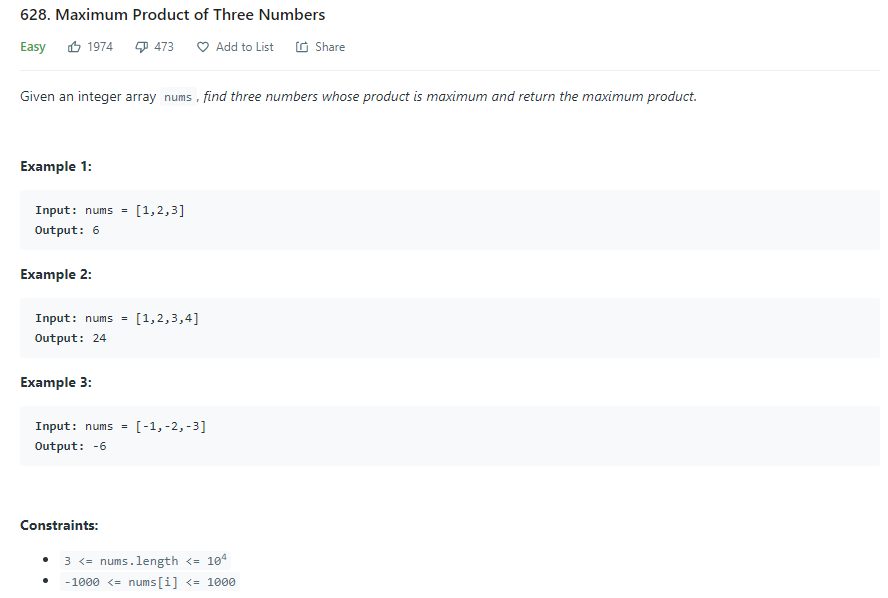 628. Maximum Product of Three Numbers
Easy 1974 473 Add to List Share
Given an integer array nums , find three numbers whose product is maximum and return the maximum product.
Example 1:
Input: nums = [1,2,3]
Output: 6
Example 2:
Input: nums = [1,2,3,4]
Output: 24
Example 3:
Input: nums = [-1,-2,-3]
Output: -6
Constraints:
• 3 <= nums.length <= 10⁴
• -1000 <= nums[i] <= 1000